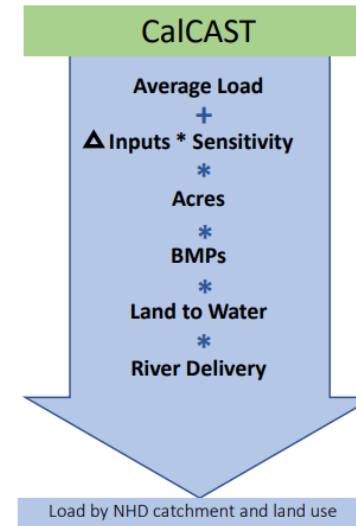 CalCAST
Average Load
+
Δ Inputs * Sensitivity
*
Acres
*
BMPs
*
Land to Water
*
River Delivery
Load by NHD catchment and land use